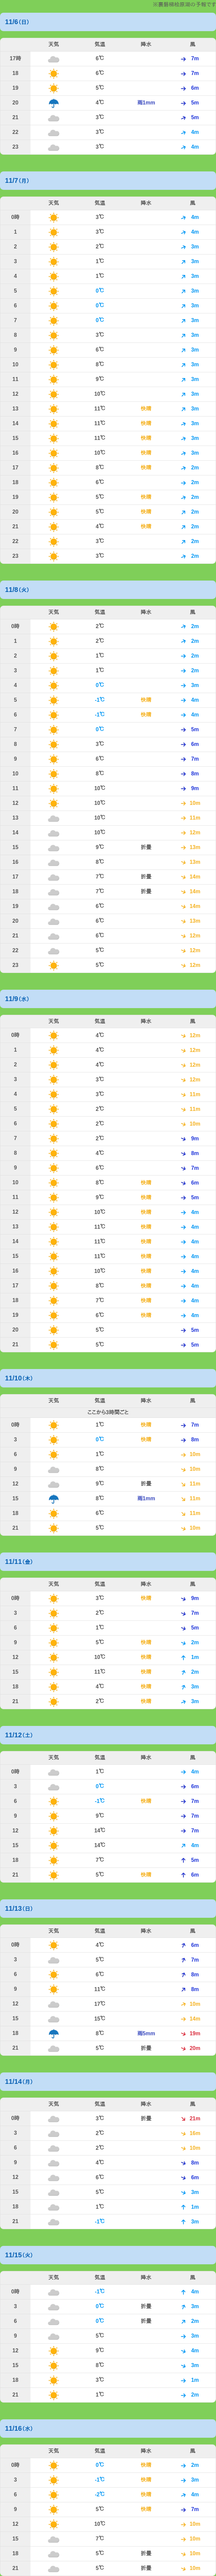 ※裏磐梯桧原湖の予報です
11/6（日）
天気 気温 降水 風
17時 6℃ 7m
18 6℃ 7m
19 5℃ 6m
20 4℃ 雨1mm 5m
21 3℃ 5m
22 3℃ 4m
23 3℃ 4m
11/7（月）
天気 気温 降水 風
0時 3℃ 4m
1 3℃ 4m
2 2℃ 3m
3 1℃ 3m
4 1℃ 3m
5 0℃ 3m
6 0℃ 3m
7 0℃ 3m
8 3℃ 3m
9 6℃ 3m
10 8℃ 3m
11 9℃ 3m
12 10℃ 3m
13 11℃ 快晴 3m
14 11℃ 快晴 3m
15 11℃ 快晴 3m
16 10℃ 快晴 3m
17 8℃ 快晴 2m
18 6℃ 2m
19 5℃ 快晴 2m
20 5℃ 快晴 2m
21 4℃ 快晴 2m
22 3℃ 2m
23 3℃ 2m
11/8（火）
天気 気温 降水 風
0時 2℃ 2m
1 2℃ 2m
2 1℃ 2m
3 1℃ 2m
4 0℃ 3m
5 -1℃ 快晴 4m
6 -1℃ 快晴 4m
7 0℃ 5m
8 3℃ 6m
9 6℃ 7m
10 8℃ 8m
11 10℃ 9m
12 10℃ 10m
13 10℃ 11m
14 10℃ 12m
15 9℃ 折畳 13m
16 8℃ 13m
17 7℃ 折畳 14m
18 7℃ 折畳 14m
19 6℃ 14m
20 6℃ 13m
21 6℃ 12m
22 5℃ 12m
23 5℃ 12m
11/9（水）
天気 気温 降水 風
0時 4℃ 12m
1 4℃ 12m
2 4℃ 12m
3 3℃ 12m
4 3℃ 11m
5 2℃ 11m
6 2℃ 10m
7 2℃ 9m
8 4℃ 8m
9 6℃ 7m
10 8℃ 快晴 6m
11 9℃ 快晴 5m
12 10℃ 快晴 4m
13 11℃ 快晴 4m
14 11℃ 快晴 4m
15 11℃ 快晴 4m
16 10℃ 快晴 4m
17 8℃ 快晴 4m
18 7℃ 快晴 4m
19 6℃ 快晴 4m
20 5℃ 5m
21 5℃ 5m
11/10（木）
天気 気温 降水 風
ここから3時間ごと
0時 1℃ 快晴 7m
3 0℃ 快晴 8m
6 1℃ 10m
9 8℃ 10m
12 9℃ 折畳 11m
15 8℃ 雨1mm 11m
18 6℃ 11m
21 5℃ 10m
11/11（金）
天気 気温 降水 風
0時 3℃ 快晴 9m
3 2℃ 7m
6 1℃ 5m
9 5℃ 快晴 2m
12 10℃ 快晴 1m
15 11℃ 快晴 2m
18 4℃ 快晴 3m
21 2℃ 快晴 3m
11/12（土）
天気 気温 降水 風
0時 1℃ 4m
3 0℃ 6m
6 -1℃ 快晴 7m
9 9℃ 7m
12 14℃ 7m
15 14℃ 4m
18 7℃ 5m
21 5℃ 快晴 6m
11/13（日）
天気 気温 降水 風
0時 4℃ 6m
3 5℃ 7m
6 6℃ 8m
9 11℃ 8m
12 17℃ 10m
15 15℃ 14m
18 8℃ 雨5mm 19m
21 5℃ 折畳 20m
11/14（月）
天気 気温 降水 風
0時 3℃ 折畳 21m
3 2℃ 16m
6 2℃ 10m
9 4℃ 8m
12 6℃ 6m
15 5℃ 3m
18 1℃ 1m
21 -1℃ 3m
11/15（火）
天気 気温 降水 風
0時 -1℃ 4m
3 0℃ 折畳 3m
6 0℃ 折畳 2m
9 5℃ 3m
12 9℃ 4m
15 8℃ 3m
18 3℃ 1m
21 1℃ 2m
11/16（水）
天気 気温 降水 風
0時 0℃ 快晴 2m
3 -1℃ 快晴 3m
6 -2℃ 快晴 4m
9 5℃ 快晴 7m
12 10℃ 10m
15 7℃ 10m
18 5℃ 折畳 10m
21 5℃ 折畳 10m